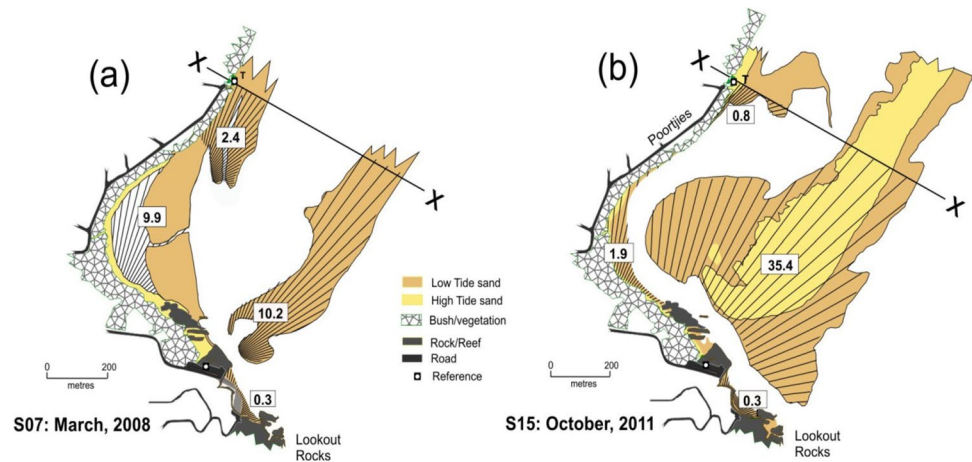 (a)
X
T
2.4
9.9
10.2
X
0.3
0 200
metres
S07: March, 2008
Lookout
Rocks
Low Tide sand
High Tide sand
Bush/vegetation
Rock/Reef
Road
Reference
(b)
X
T
Poortjies
0.8
X
1.9
35.4
0.3
0 200
metres
S15: October, 2011
Lookout
Rocks